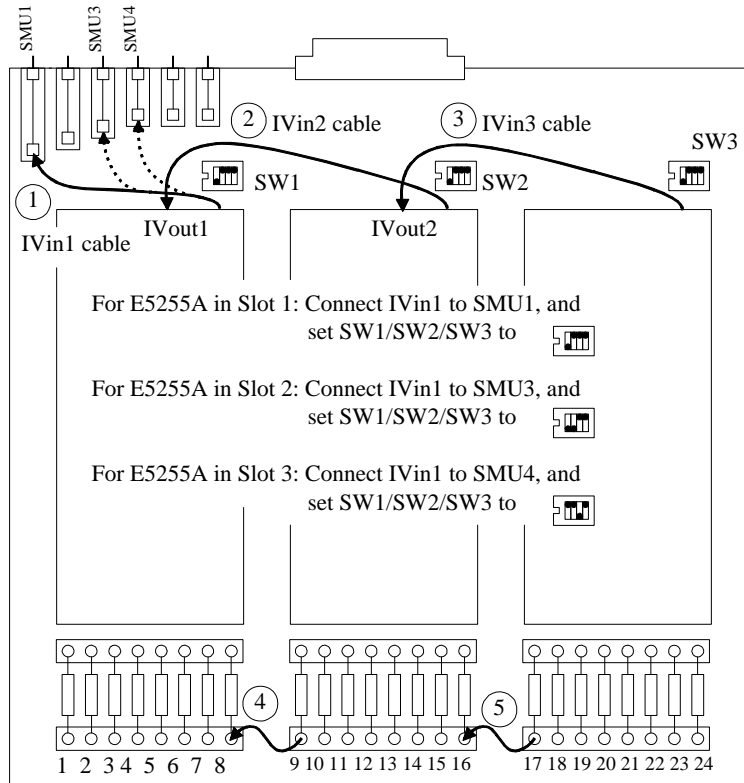 SMU1
SMU3
SMU4
2 IVin2 cable
3 IVin3 cable
SW3
SW1
SW2
1
IVin1 cable
IVout1
IVout2
For E5255A in Slot 1: Connect IVin1 to SMU1, and
set SW1/SW2/SW3 to
For E5255A in Slot 2: Connect IVin1 to SMU3, and
set SW1/SW2/SW3 to
For E5255A in Slot 3: Connect IVin1 to SMU4, and
set SW1/SW2/SW3 to
4
5
1 2 3 4 5 6 7 8
9 10 11 12 13 14 15 16
17 18 19 20 21 22 23 24